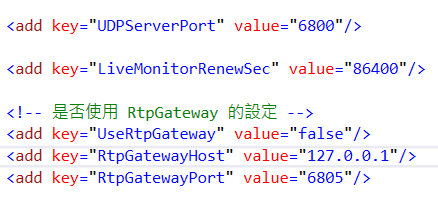 <add key="UDPServerPort" value="6800"/>
<add key="LiveMonitorRenewSec" value="86400"/>
<!-- 是否使用 RtpGateway 的設定 -->
<add key="UseRtpGateway" value="false"/>
<add key="RtpGatewayHost" value="127.0.0.1"/>
<add key="RtpGatewayPort" value="6805"/>